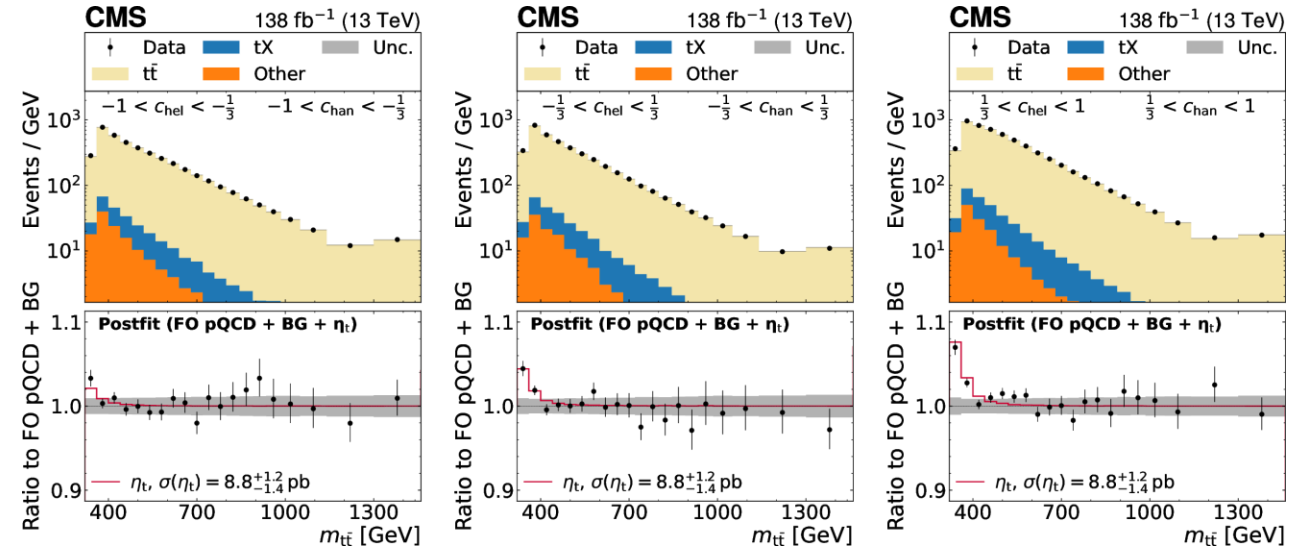 CMS 138 fb⁻¹ (13 TeV)
Data tX Unc.
tt̄ Other
−1 < c_hel < −1/3 −1 < c_han < −1/3
Events / GeV
10³
10²
10¹
Ratio to FO pQCD + BG
1.1
1.0
0.9
Postfit (FO pQCD + BG + η_t)
η_t, σ(η_t) = 8.8 +1.2 −1.4 pb
400 700 1000 1300
m_tt̄ [GeV]
CMS 138 fb⁻¹ (13 TeV)
Data tX Unc.
tt̄ Other
−1/3 < c_hel < 1/3 −1/3 < c_han < 1/3
Events / GeV
10³
10²
10¹
Ratio to FO pQCD + BG
1.1
1.0
0.9
Postfit (FO pQCD + BG + η_t)
η_t, σ(η_t) = 8.8 +1.2 −1.4 pb
400 700 1000 1300
m_tt̄ [GeV]
CMS 138 fb⁻¹ (13 TeV)
Data tX Unc.
tt̄ Other
1/3 < c_hel < 1 1/3 < c_han < 1
Events / GeV
10³
10²
10¹
Ratio to FO pQCD + BG
1.1
1.0
0.9
Postfit (FO pQCD + BG + η_t)
η_t, σ(η_t) = 8.8 +1.2 −1.4 pb
400 700 1000 1300
m_tt̄ [GeV]